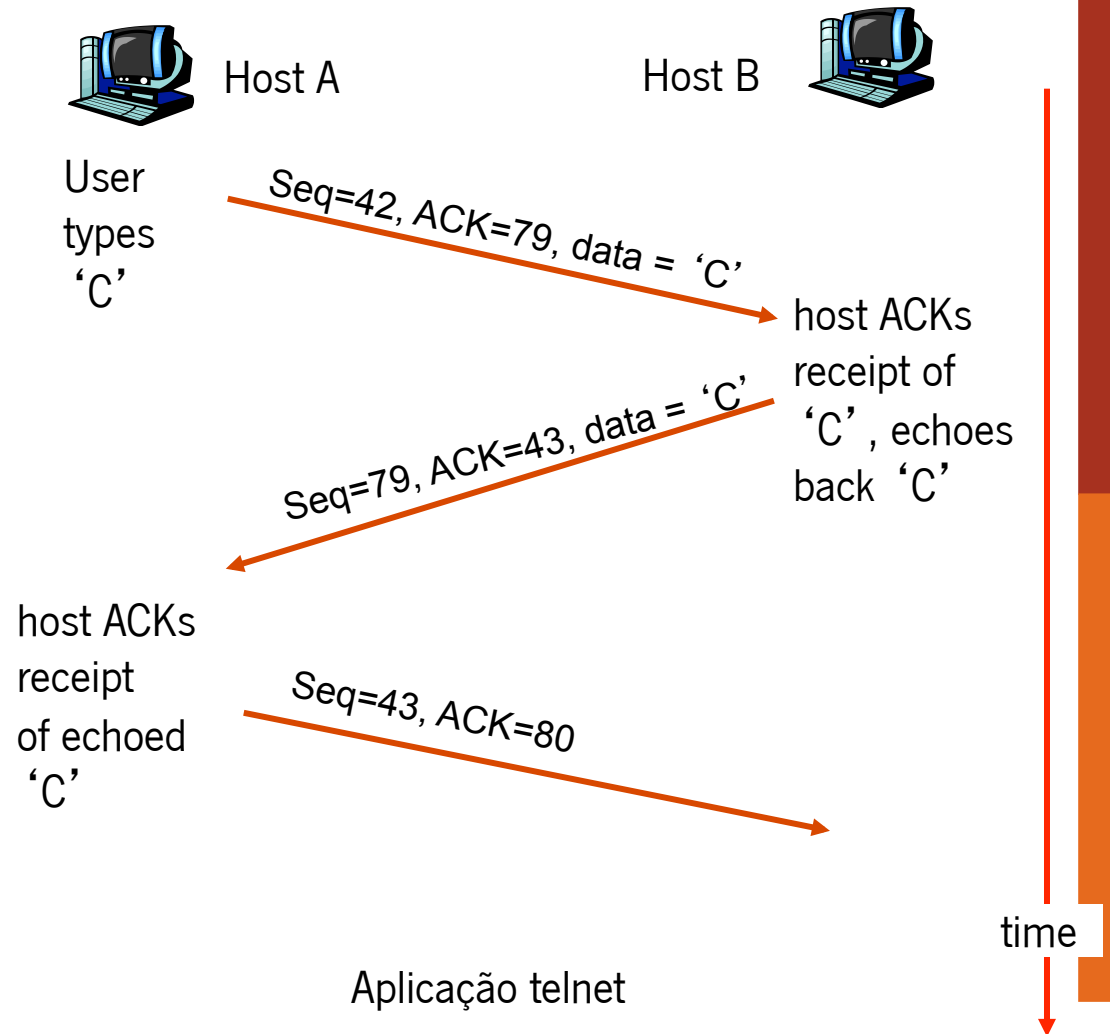 Host A
Host B
User
types
‘C’
Seq=42, ACK=79, data = ‘C’
host ACKs
receipt of
‘C’ , echoes
back ‘C’
Seq=79, ACK=43, data = ‘C’
host ACKs
receipt
of echoed
‘C’
Seq=43, ACK=80
time
Aplicação telnet